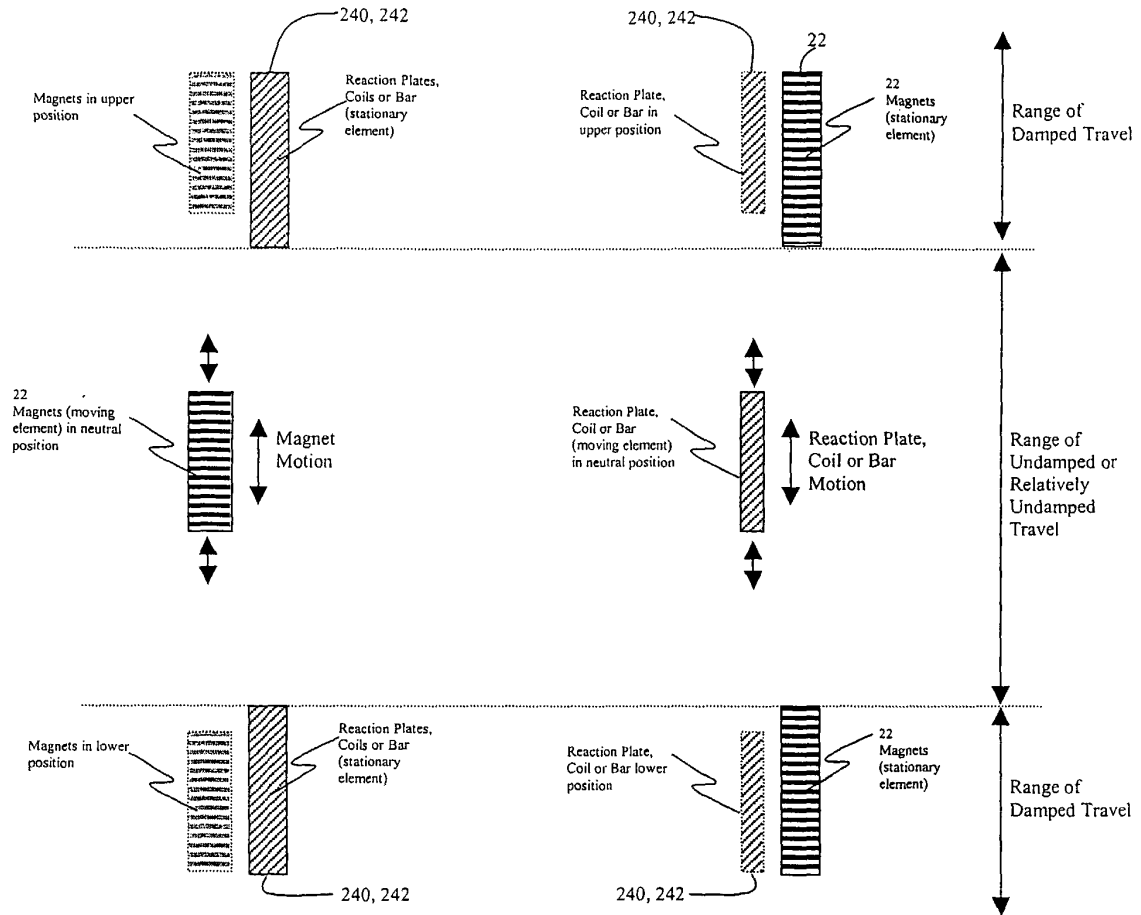 240, 242
240, 242
22
Magnets in upper
position
Reaction Plates,
Coils or Bar
(stationary
element)
Reaction Plate,
Coil or Bar in
upper position
22
Magnets
(stationary
element)
Range of
Damped Travel
22
Magnets (moving
element) in neutral
position
Magnet
Motion
Reaction Plate,
Coil or Bar
(moving element)
in neutral position
Reaction Plate,
Coil or Bar
Motion
Range of
Undamped or
Relatively
Undamped
Travel
Magnets in lower
position
Reaction Plates,
Coils or Bar
(stationary
element)
Reaction Plate,
Coil or Bar lower
position
22
Magnets
(stationary
element)
Range of
Damped Travel
240, 242
240, 242